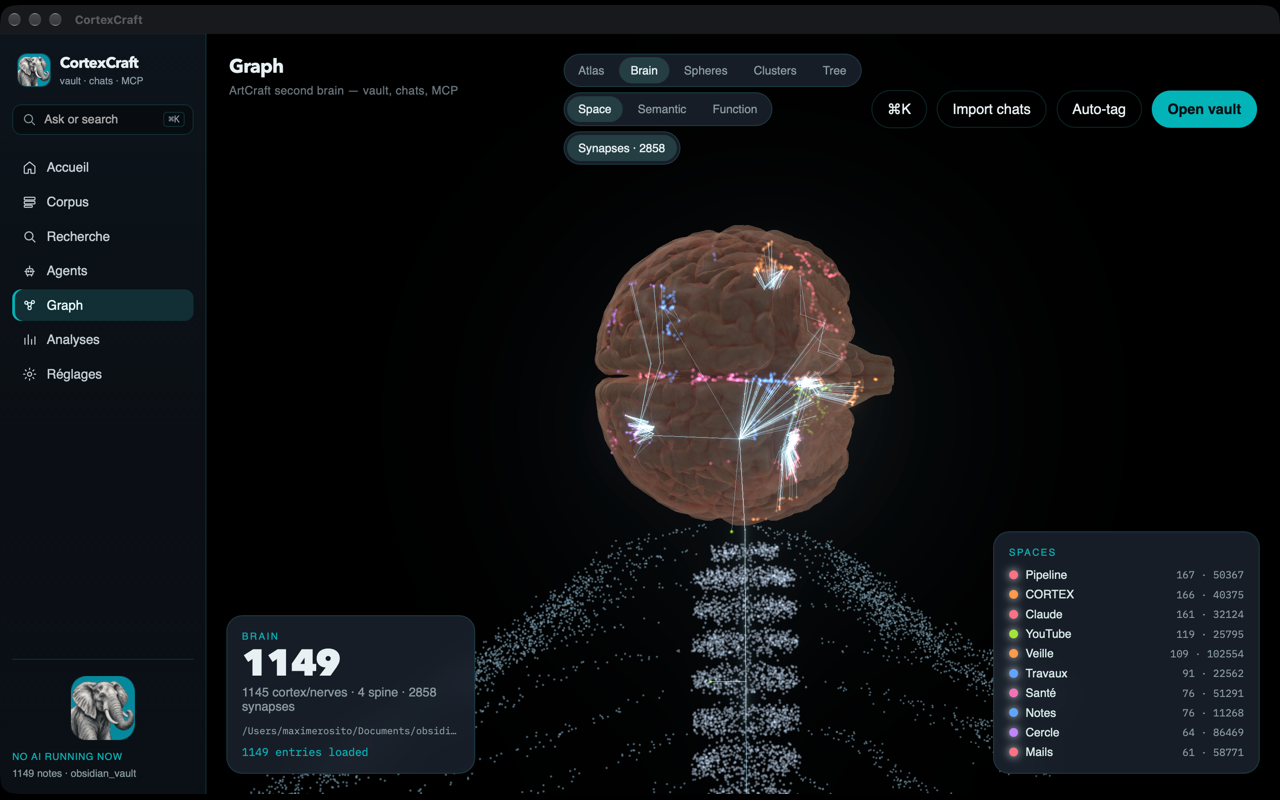 CortexCraft
CortexCraft
vault · chats · MCP
Ask or search ⌘K
Accueil
Corpus
Recherche
Agents
Graph
Analyses
Réglages
NO AI RUNNING NOW
1149 notes · obsidian_vault
Graph
ArtCraft second brain — vault, chats, MCP
Atlas Brain Spheres Clusters Tree
Space Semantic Function
Synapses · 2858
⌘K Import chats Auto-tag Open vault
BRAIN
1149
1145 cortex/nerves · 4 spine · 2858
synapses
/Users/maximerosito/Documents/obsidi…
1149 entries loaded
SPACES
Pipeline 167 · 50367
CORTEX 166 · 40375
Claude 161 · 32124
YouTube 119 · 25795
Veille 109 · 102554
Travaux 91 · 22562
Santé 76 · 51291
Notes 76 · 11268
Cercle 64 · 86469
Mails 61 · 58771